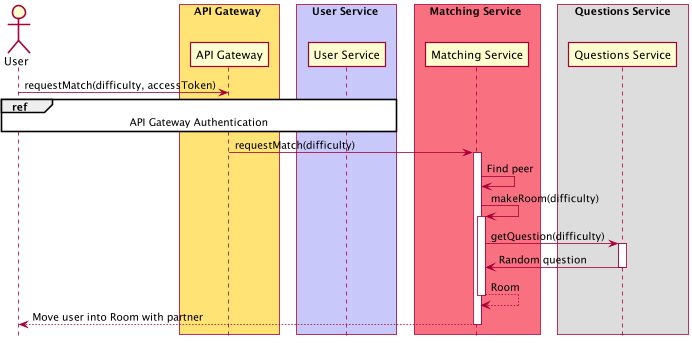 API Gateway
User Service
Matching Service
Questions Service
User
API Gateway
User Service
Matching Service
Questions Service
requestMatch(difficulty, accessToken)
ref
API Gateway Authentication
requestMatch(difficulty)
Find peer
makeRoom(difficulty)
getQuestion(difficulty)
Random question
Room
Move user into Room with partner